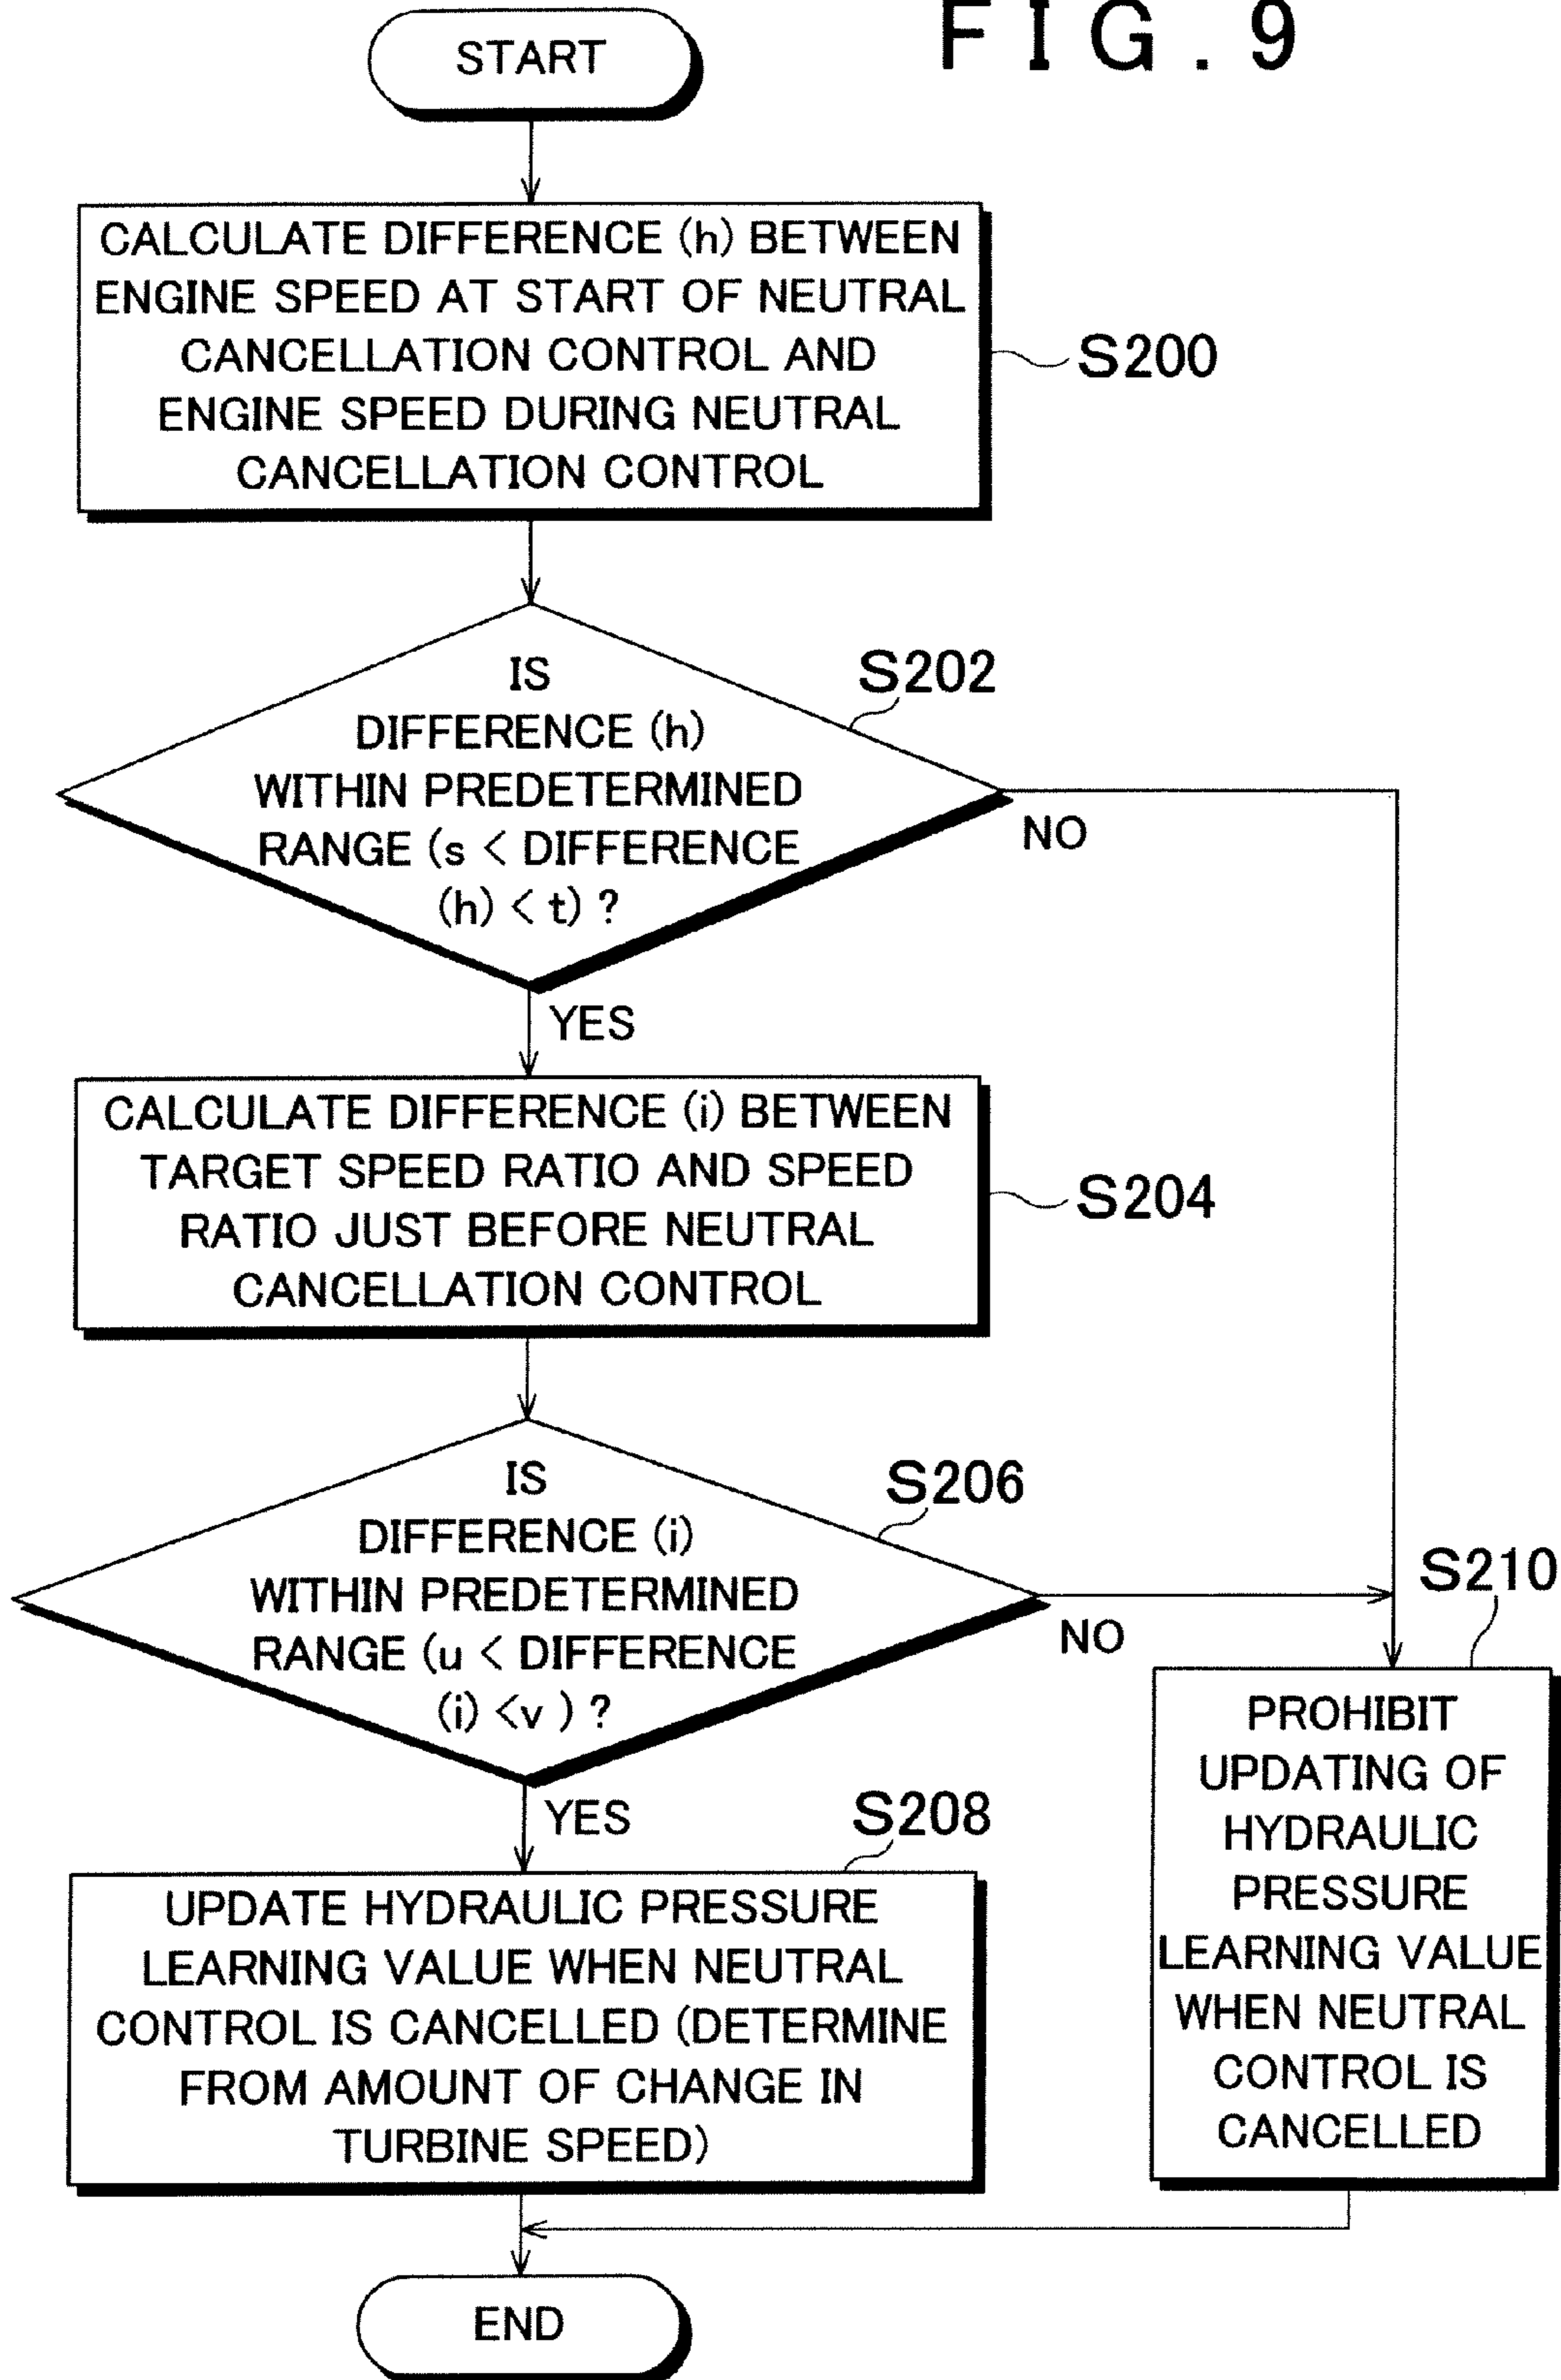 FIG. 9
START
CALCULATE DIFFERENCE (h) BETWEEN
ENGINE SPEED AT START OF NEUTRAL
CANCELLATION CONTROL AND
ENGINE SPEED DURING NEUTRAL
CANCELLATION CONTROL
S200
IS
DIFFERENCE (h)
WITHIN PREDETERMINED
RANGE (s < DIFFERENCE
(h) < t) ?
S202
NO
YES
CALCULATE DIFFERENCE (i) BETWEEN
TARGET SPEED RATIO AND SPEED
RATIO JUST BEFORE NEUTRAL
CANCELLATION CONTROL
S204
IS
DIFFERENCE (i)
WITHIN PREDETERMINED
RANGE (u < DIFFERENCE
(i) <v ) ?
S206
NO
YES
S208
UPDATE HYDRAULIC PRESSURE
LEARNING VALUE WHEN NEUTRAL
CONTROL IS CANCELLED (DETERMINE
FROM AMOUNT OF CHANGE IN
TURBINE SPEED)
S210
PROHIBIT
UPDATING OF
HYDRAULIC
PRESSURE
LEARNING VALUE
WHEN NEUTRAL
CONTROL IS
CANCELLED
END